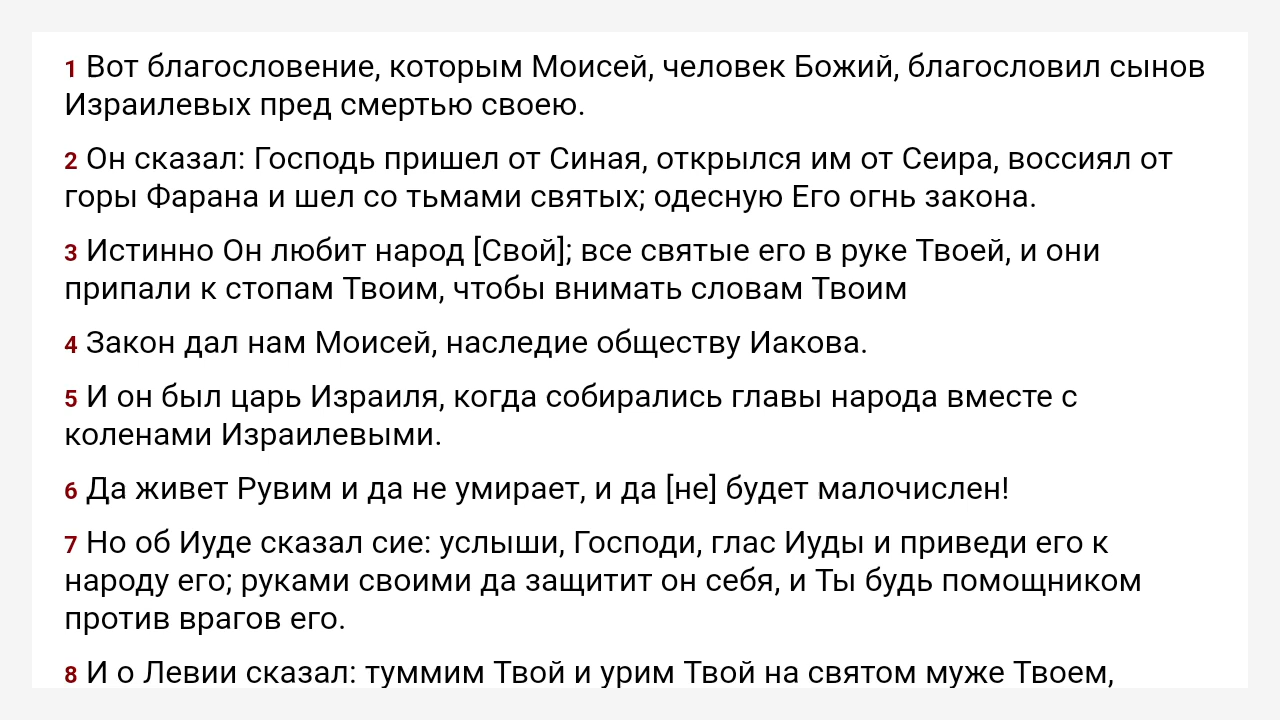 1 Вот благословение, которым Моисей, человек Божий, благословил сынов
Израилевых пред смертью своею.
2 Он сказал: Господь пришел от Синая, открылся им от Сеира, воссиял от
горы Фарана и шел со тьмами святых; одесную Его огнь закона.
3 Истинно Он любит народ [Свой]; все святые его в руке Твоей, и они
припали к стопам Твоим, чтобы внимать словам Твоим
4 Закон дал нам Моисей, наследие обществу Иакова.
5 И он был царь Израиля, когда собирались главы народа вместе с
коленами Израилевыми.
6 Да живет Рувим и да не умирает, и да [не] будет малочислен!
7 Но об Иуде сказал сие: услыши, Господи, глас Иуды и приведи его к
народу его; руками своими да защитит он себя, и Ты будь помощником
против врагов его.
8 И о Левии сказал: туммим Твой и урим Твой на святом муже Твоем,